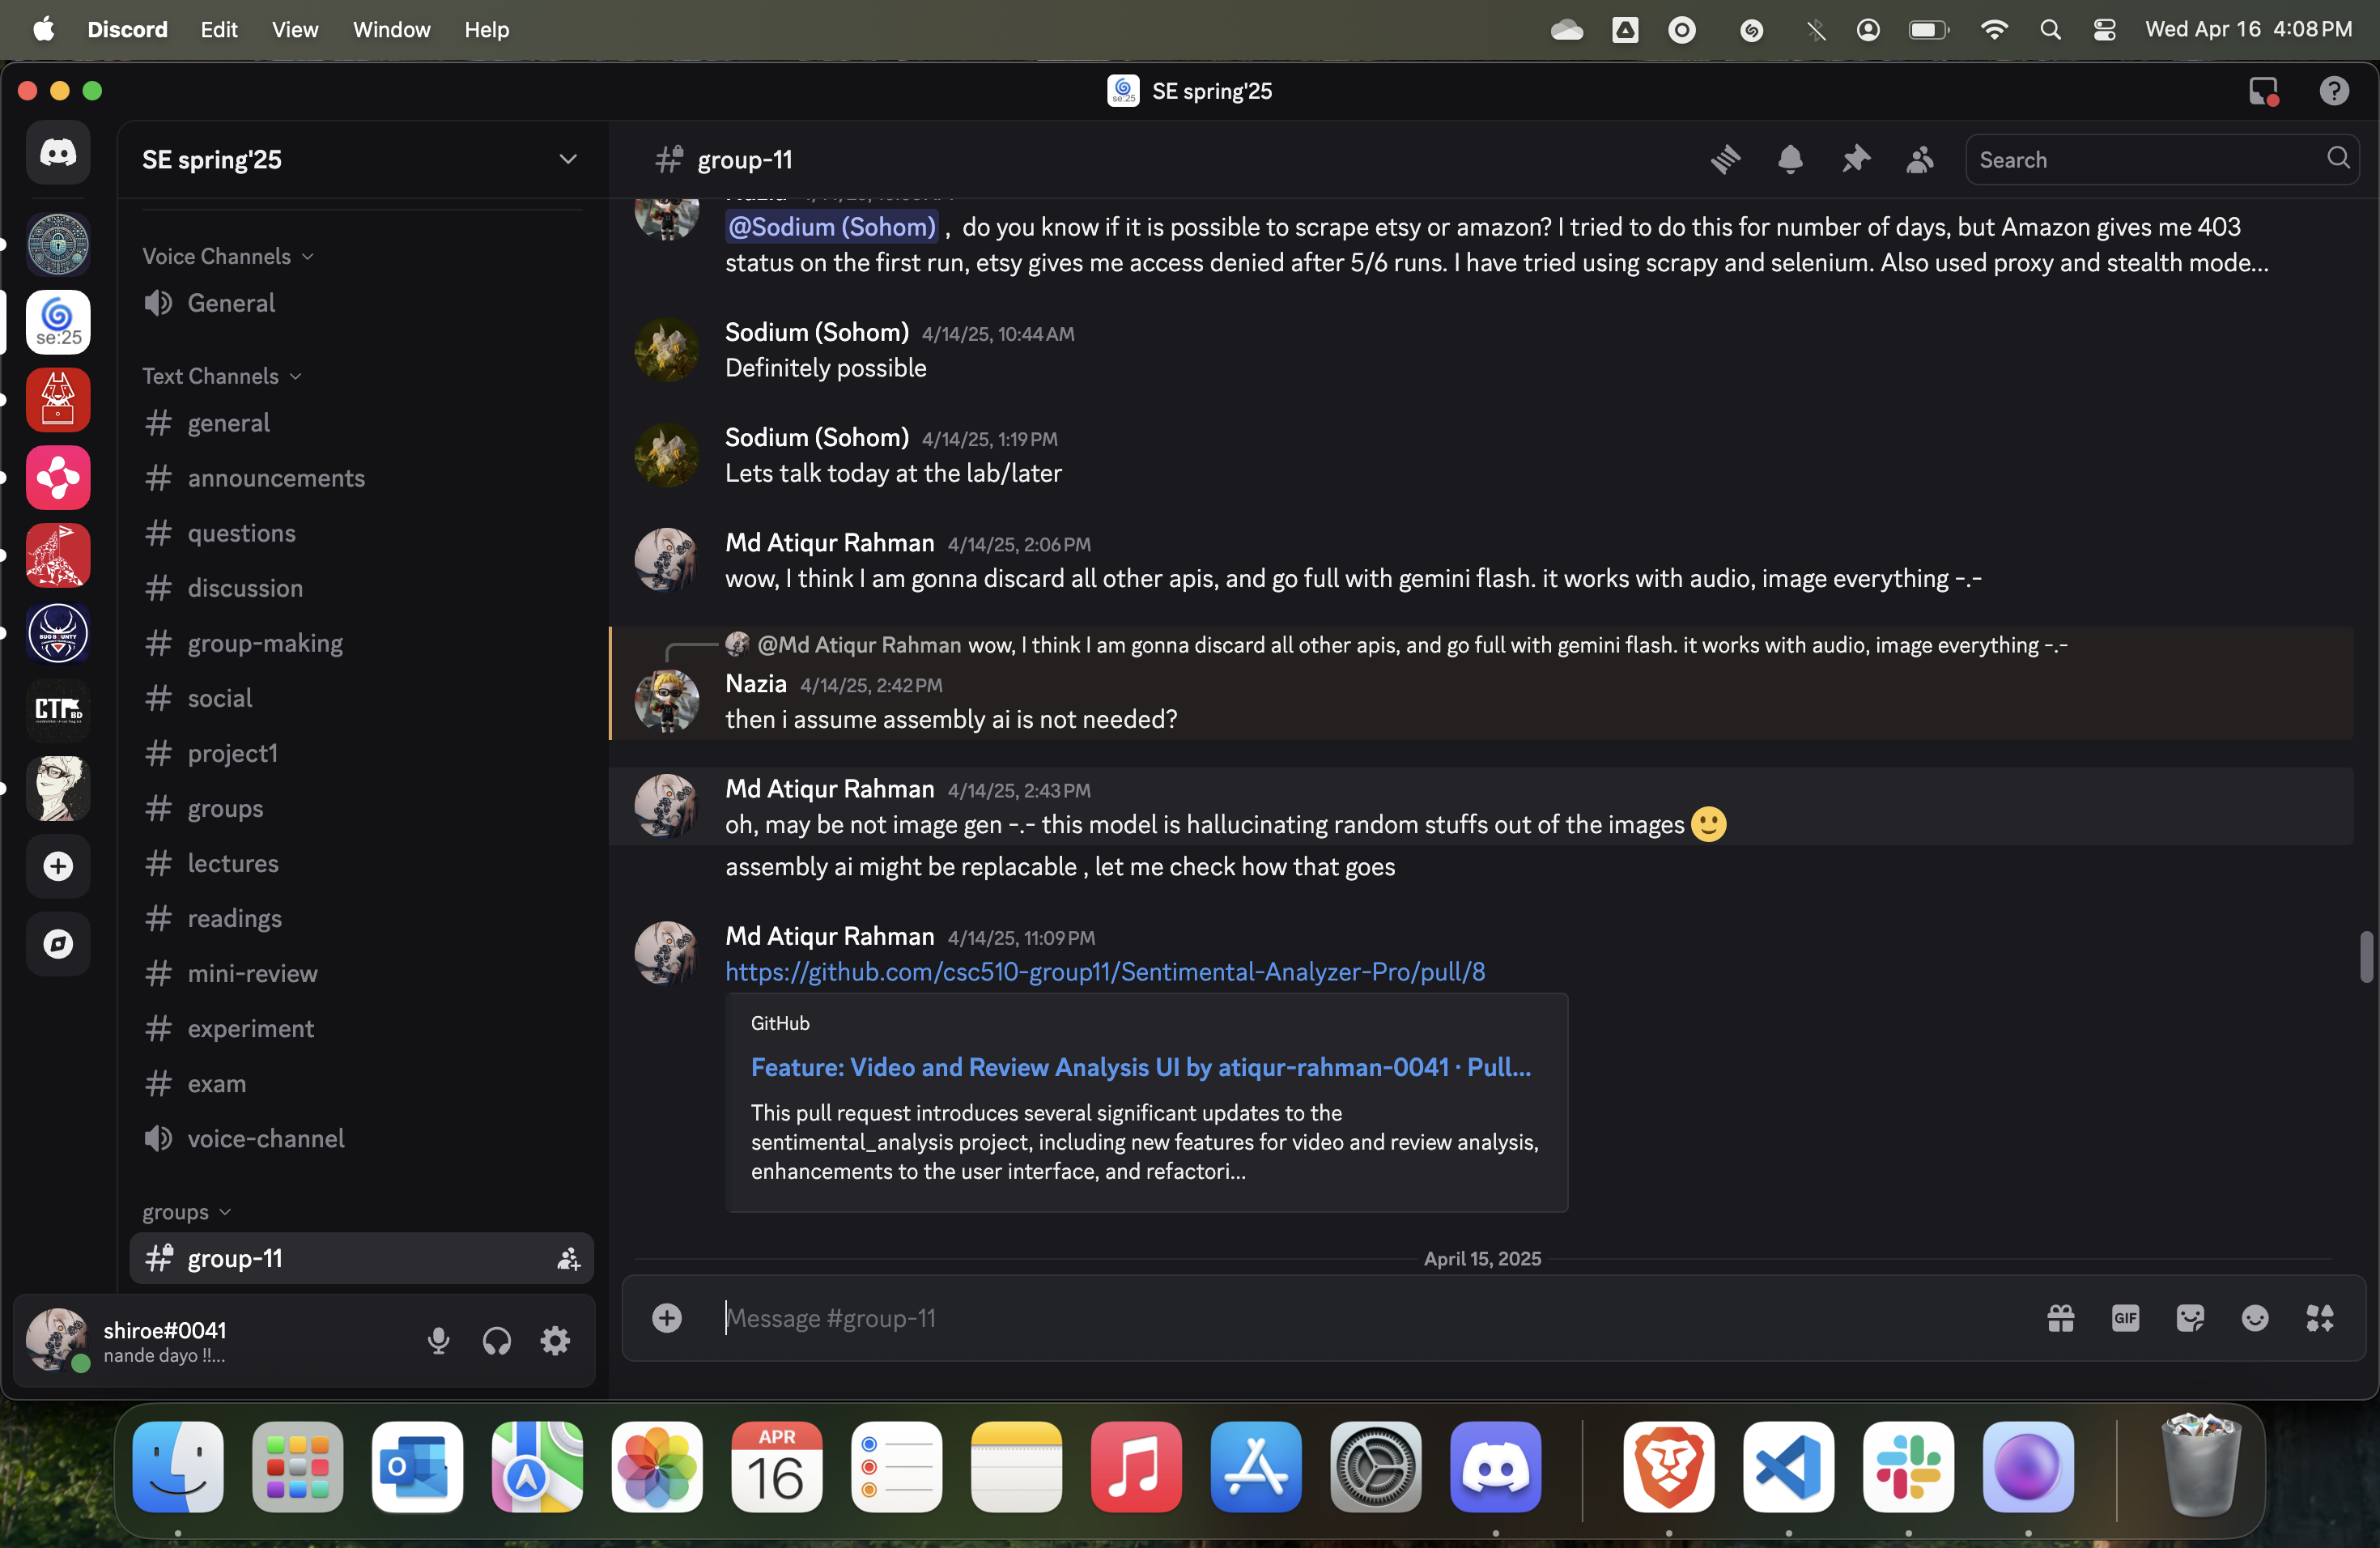 Discord Edit View Window Help
Wed Apr 16 4:08 PM
se:25
SE spring'25
SE spring'25
group-11
Search
se:25
BUG BOUNTY
CTF BD
Voice Channels
General
Text Channels
general
announcements
questions
discussion
group-making
social
project1
groups
lectures
readings
mini-review
experiment
exam
voice-channel
groups
group-11
shiroe#0041
nande dayo !!...
@Sodium (Sohom) , do you know if it is possible to scrape etsy or amazon? I tried to do this for number of days, but Amazon gives me 403
status on the first run, etsy gives me access denied after 5/6 runs. I have tried using scrapy and selenium. Also used proxy and stealth mode...
Sodium (Sohom) 4/14/25, 10:44 AM
Definitely possible
Sodium (Sohom) 4/14/25, 1:19 PM
Lets talk today at the lab/later
Md Atiqur Rahman 4/14/25, 2:06 PM
wow, I think I am gonna discard all other apis, and go full with gemini flash. it works with audio, image everything -.-
@Md Atiqur Rahman wow, I think I am gonna discard all other apis, and go full with gemini flash. it works with audio, image everything -.-
Nazia 4/14/25, 2:42 PM
then i assume assembly ai is not needed?
Md Atiqur Rahman 4/14/25, 2:43 PM
oh, may be not image gen -.- this model is hallucinating random stuffs out of the images 🙂
assembly ai might be replacable , let me check how that goes
Md Atiqur Rahman 4/14/25, 11:09 PM
https://github.com/csc510-group11/Sentimental-Analyzer-Pro/pull/8
GitHub
Feature: Video and Review Analysis UI by atiqur-rahman-0041 · Pull...
This pull request introduces several significant updates to the
sentimental_analysis project, including new features for video and review analysis,
enhancements to the user interface, and refactori...
April 15, 2025
Message #group-11
GIF
APR
16